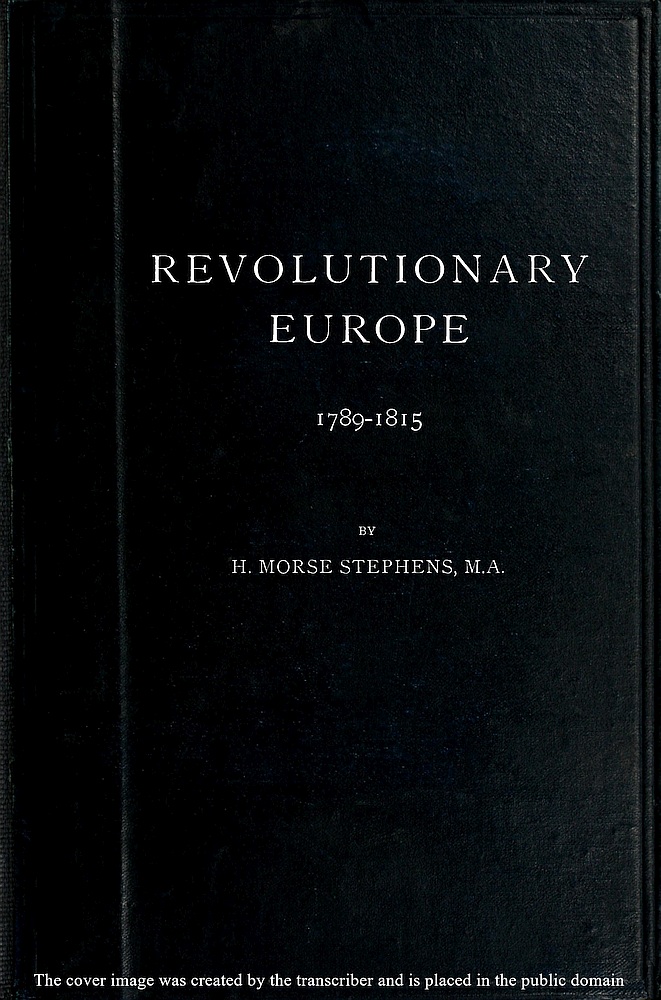 REVOLUTIONARY
EUROPE
1789-1815
BY
H. MORSE STEPHENS, M.A.
The cover image was created by the transcriber and is placed in the public domain